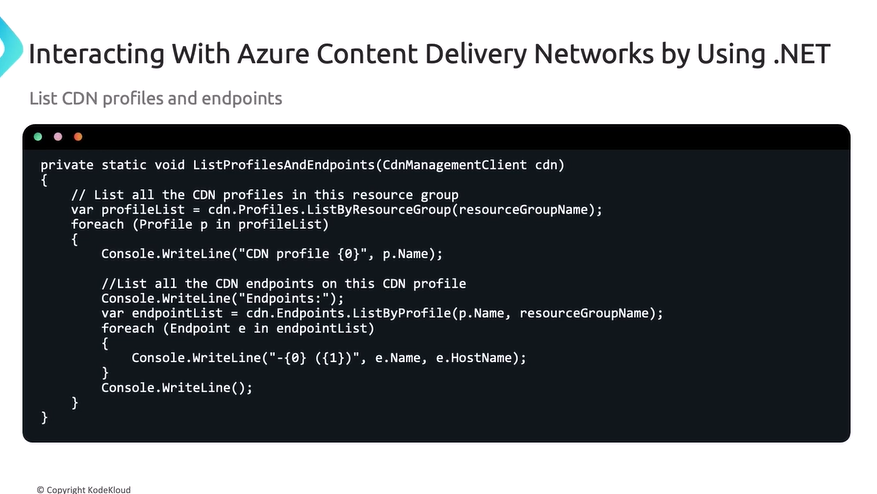 Interacting With Azure Content Delivery Networks by Using .NET
List CDN profiles and endpoints
private static void ListProfilesAndEndpoints(CdnManagementClient cdn)
{
    // List all the CDN profiles in this resource group
    var profileList = cdn.Profiles.ListByResourceGroup(resourceGroupName);
    foreach (Profile p in profileList)
    {
        Console.WriteLine("CDN profile {0}", p.Name);

        //List all the CDN endpoints on this CDN profile
        Console.WriteLine("Endpoints:");
        var endpointList = cdn.Endpoints.ListByProfile(p.Name, resourceGroupName);
        foreach (Endpoint e in endpointList)
        {
            Console.WriteLine("-{0} ({1})", e.Name, e.HostName);
        }
        Console.WriteLine();
    }
}
© Copyright KodeKloud